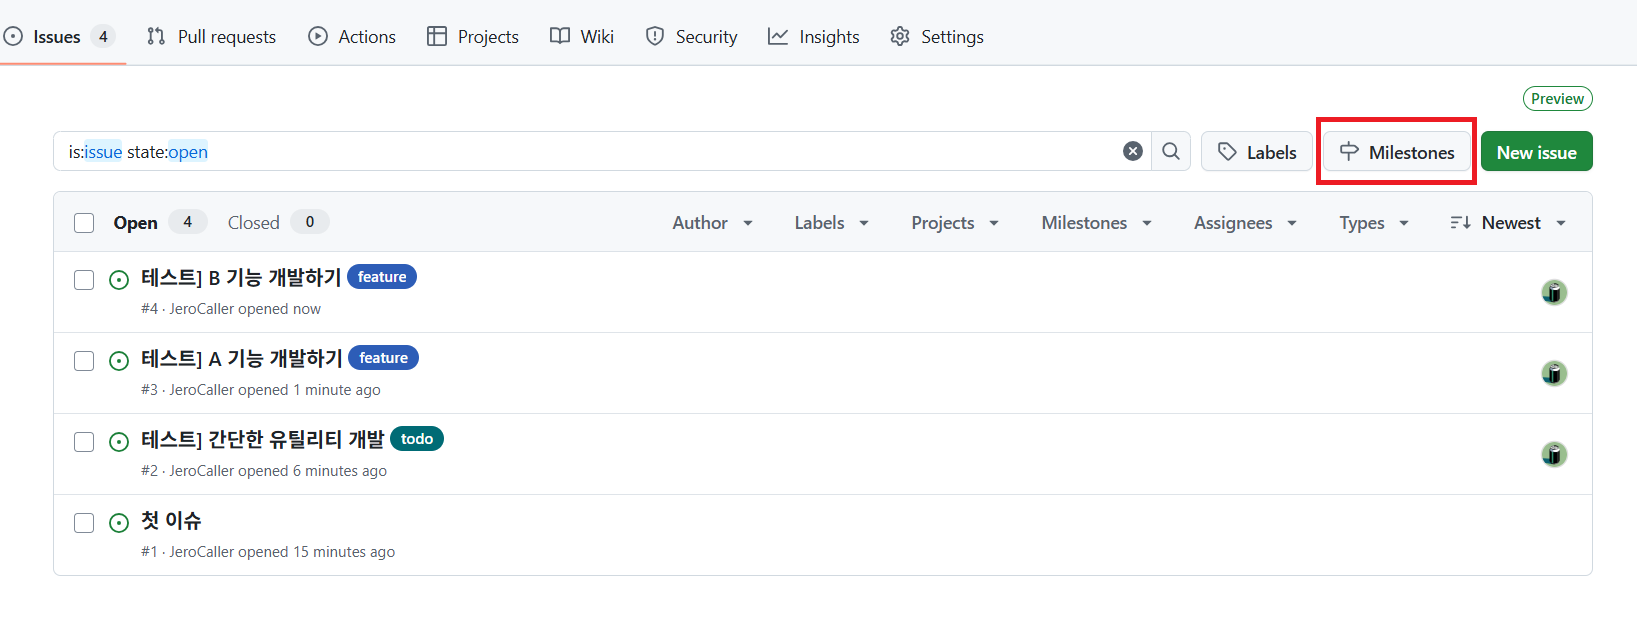 Issues 4 Pull requests Actions Projects Wiki Security Insights Settings
Preview
is:issue state:open Labels Milestones New issue
Open 4 Closed 0 Author Labels Projects Milestones Assignees Types Newest
테스트] B 기능 개발하기 feature
#4 · JeroCaller opened now
테스트] A 기능 개발하기 feature
#3 · JeroCaller opened 1 minute ago
테스트] 간단한 유틸리티 개발 todo
#2 · JeroCaller opened 6 minutes ago
첫 이슈
#1 · JeroCaller opened 15 minutes ago